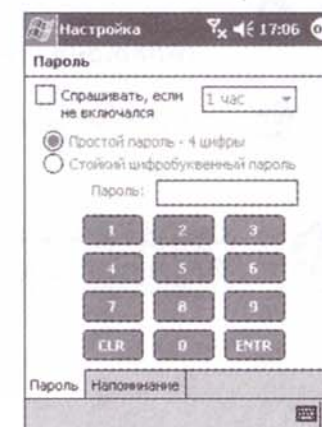 Настройка 17:06
Пароль
Спрашивать, если не включался 1 час
Простой пароль - 4 цифры
Стойкий цифробуквенный пароль
Пароль:
1 2 3
4 5 6
7 8 9
CLR 0 ENTR
Пароль Напоминание